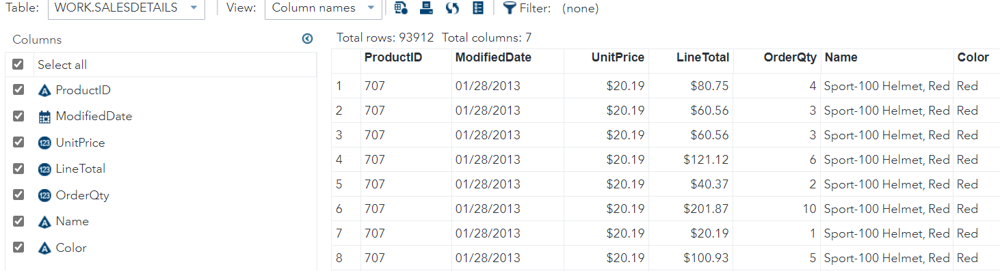 Table: WORK.SALESDETAILS View: Column names Filter: (none)
Columns
Select all
ProductID
ModifiedDate
UnitPrice
LineTotal
OrderQty
Name
Color
Total rows: 93912 Total columns: 7
ProductID ModifiedDate UnitPrice LineTotal OrderQty Name Color
1 707 01/28/2013 $20.19 $80.75 4 Sport-100 Helmet, Red Red
2 707 01/28/2013 $20.19 $60.56 3 Sport-100 Helmet, Red Red
3 707 01/28/2013 $20.19 $60.56 3 Sport-100 Helmet, Red Red
4 707 01/28/2013 $20.19 $121.12 6 Sport-100 Helmet, Red Red
5 707 01/28/2013 $20.19 $40.37 2 Sport-100 Helmet, Red Red
6 707 01/28/2013 $20.19 $201.87 10 Sport-100 Helmet, Red Red
7 707 01/28/2013 $20.19 $20.19 1 Sport-100 Helmet, Red Red
8 707 01/28/2013 $20.19 $100.93 5 Sport-100 Helmet, Red Red